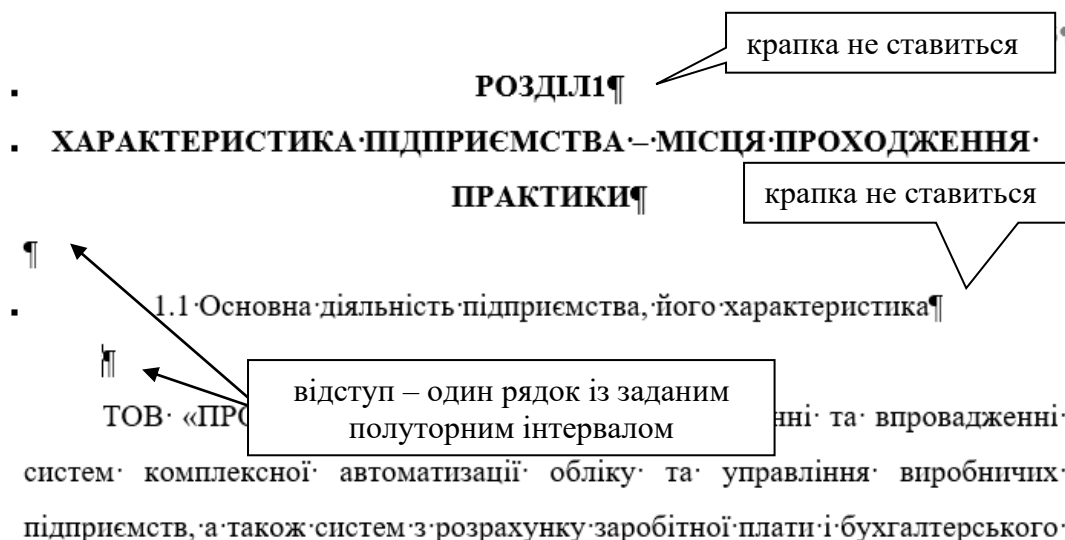 крапка не ставиться
РОЗДІЛ1¶
ХАРАКТЕРИСТИКА·ПІДПРИЄМСТВА·–·МІСЦЯ·ПРОХОДЖЕННЯ·
ПРАКТИКИ¶
крапка не ставиться
¶
1.1·Основна·діяльність·підприємства,·його·характеристика¶
¶
відступ – один рядок із заданим
полуторним інтервалом
ТОВ· та· впровадженні·
систем· комплексної· автоматизації· обліку· та· управління· виробничих·
підприємств,·а·також·систем·з·розрахунку·заробітної·плати·і·бухгалтерського·